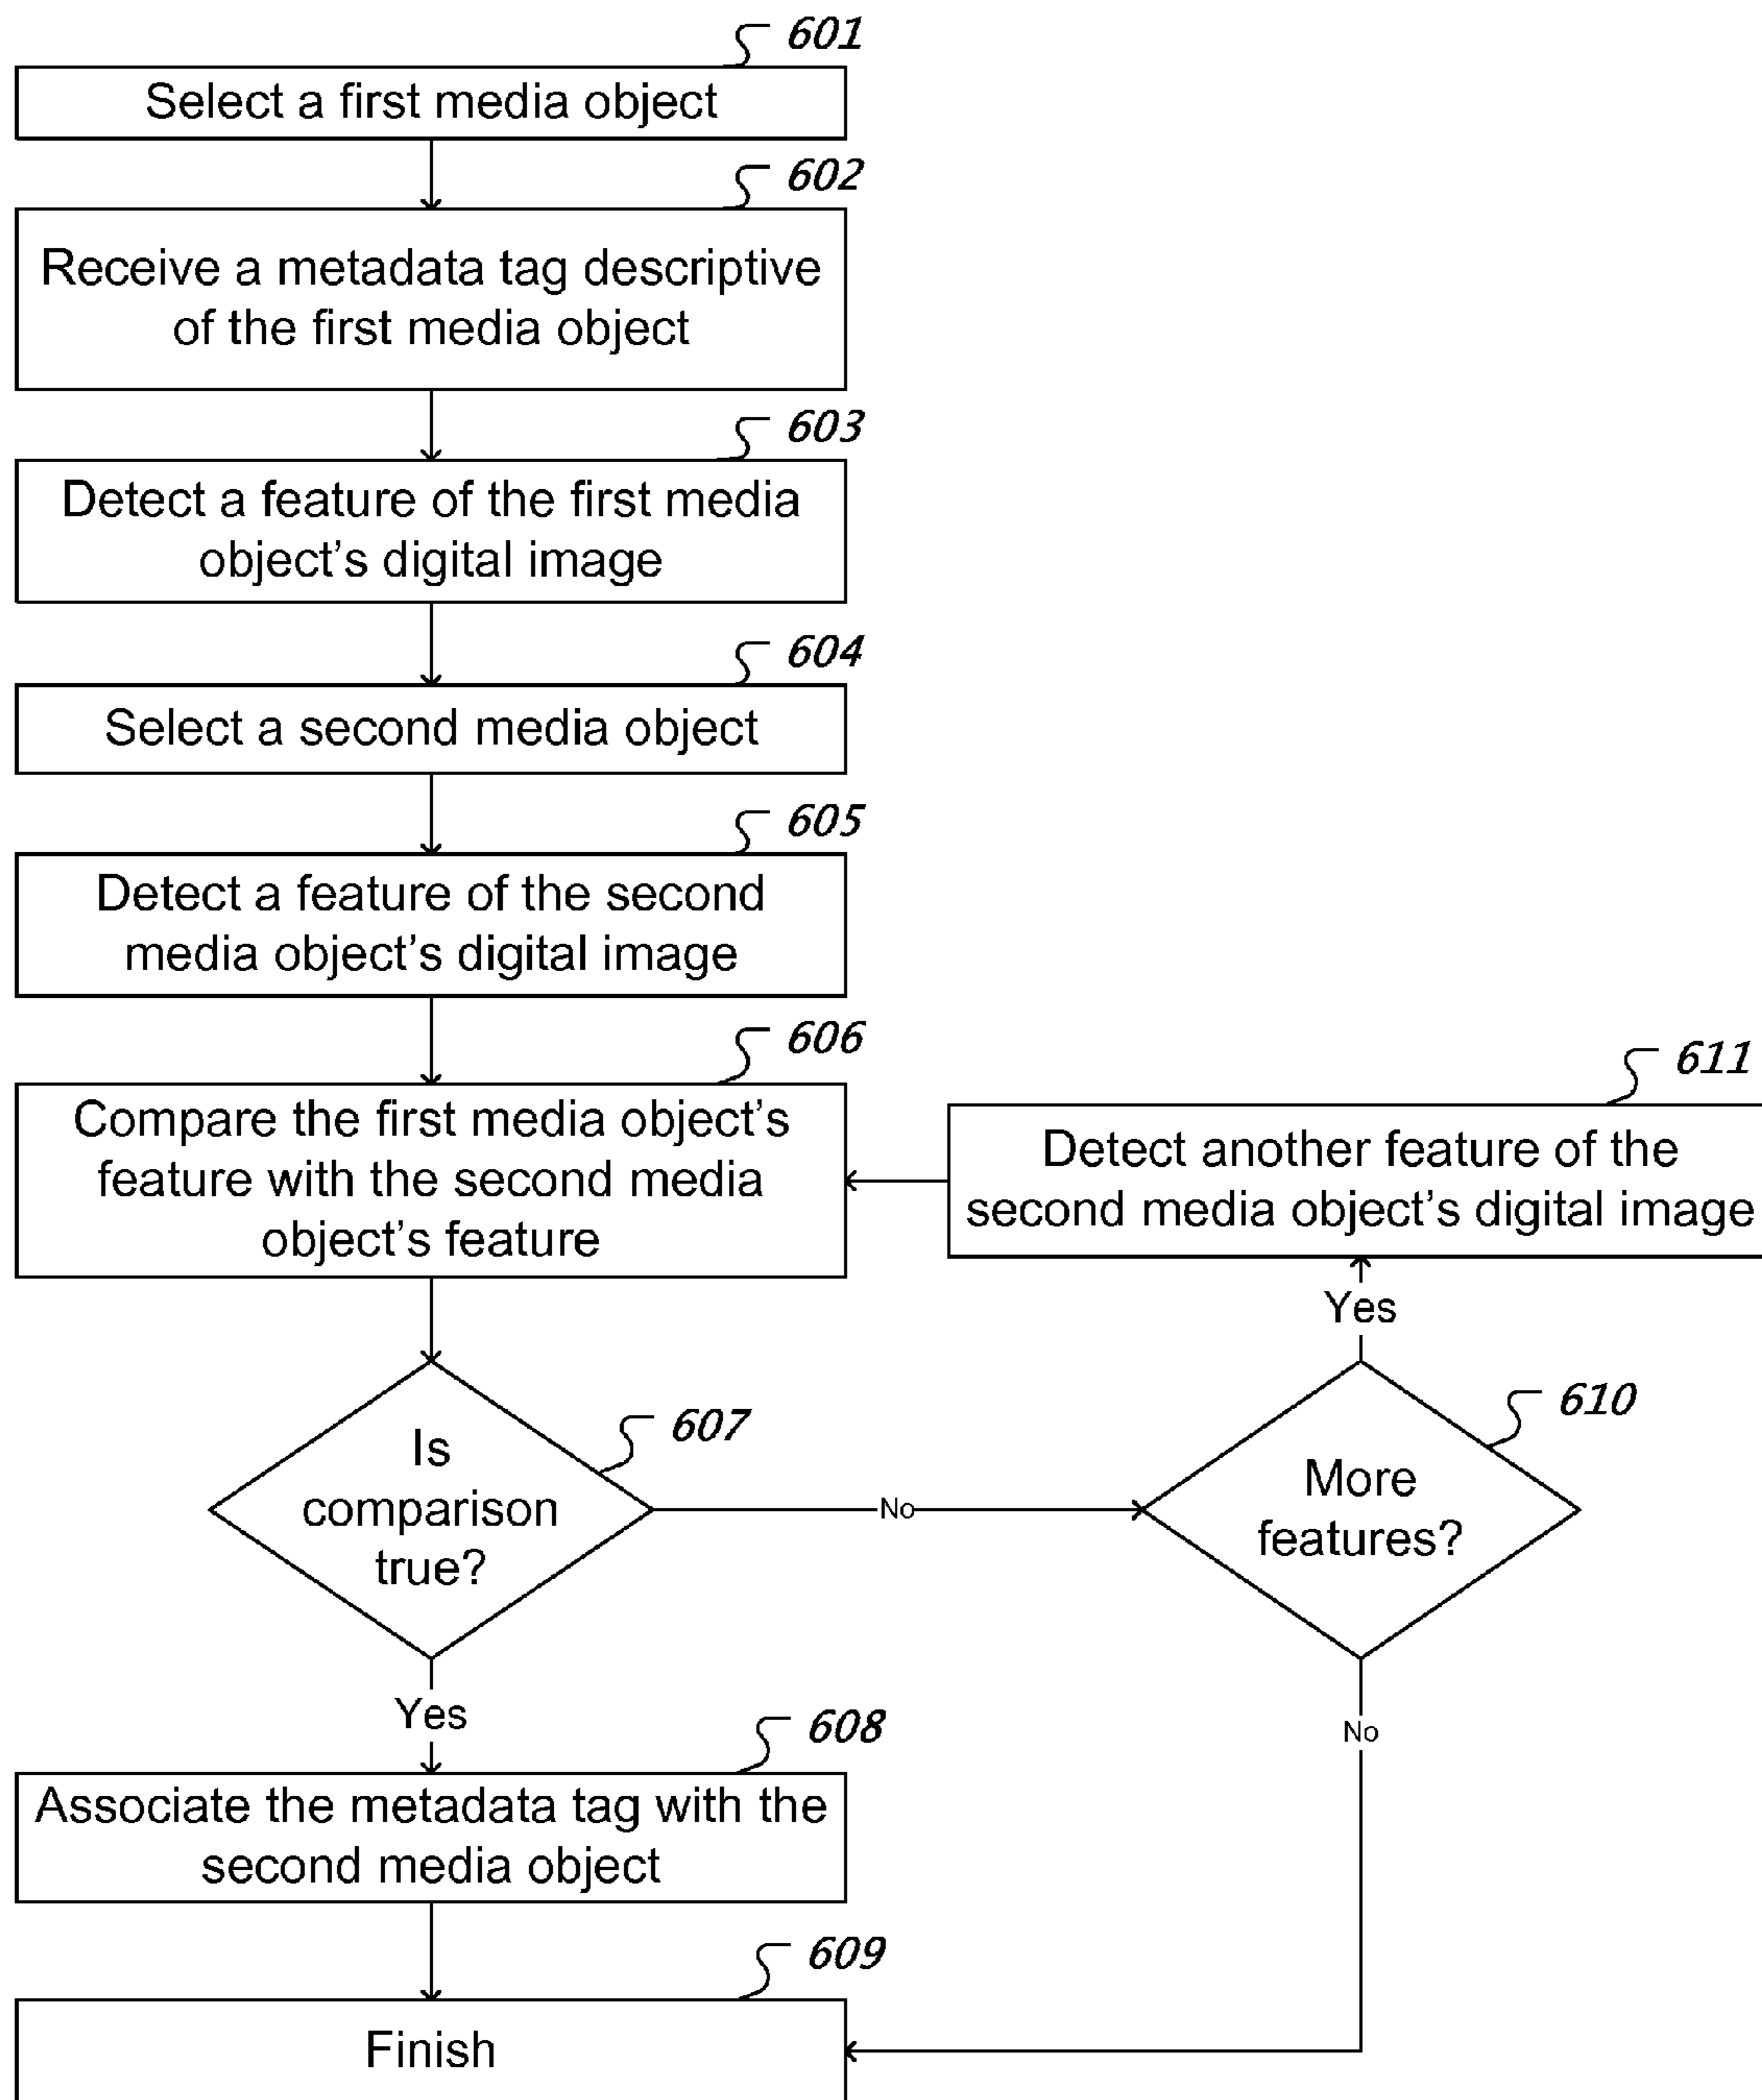 601
Select a first media object
602
Receive a metadata tag descriptive
of the first media object
603
Detect a feature of the first media
object’s digital image
604
Select a second media object
605
Detect a feature of the second
media object’s digital image
606
Compare the first media object’s
feature with the second media
object’s feature
611
Detect another feature of the
second media object’s digital image
Yes
607
Is
comparison
true?
No
610
More
features?
Yes
No
608
Associate the metadata tag with the
second media object
609
Finish